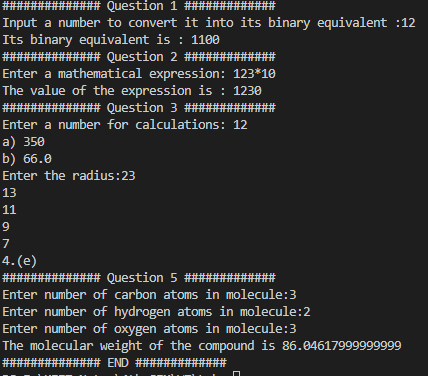 ############## Question 1 #############
Input a number to convert it into its binary equivalent :12
Its binary equivalent is : 1100
############## Question 2 #############
Enter a mathematical expression: 123*10
The value of the expression is : 1230
############## Question 3 #############
Enter a number for calculations: 12
a) 350
b) 66.0
Enter the radius:23
13
11
9
7
4.(e)
############## Question 5 #############
Enter number of carbon atoms in molecule:3
Enter number of hydrogen atoms in molecule:2
Enter number of oxygen atoms in molecule:3
The molecular weight of the compound is 86.04617999999999
############## END #############